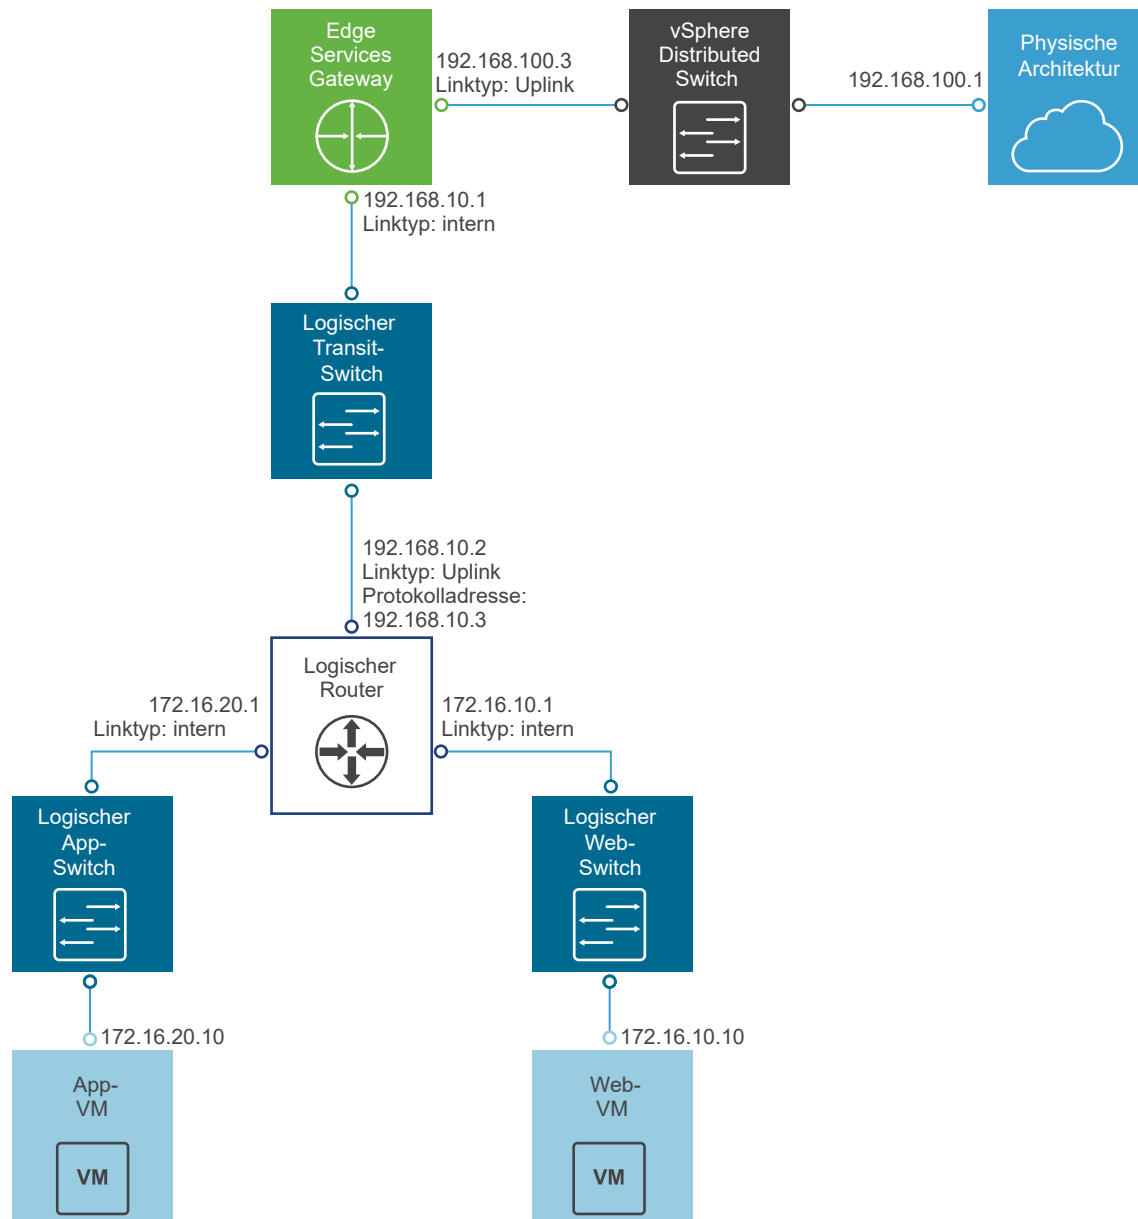 Edge
Services
Gateway
192.168.100.3
Linktyp: Uplink
vSphere
Distributed
Switch
192.168.100.1
Physische
Architektur
192.168.10.1
Linktyp: intern
Logischer
Transit-
Switch
192.168.10.2
Linktyp: Uplink
Protokolladresse:
192.168.10.3
Logischer
Router
172.16.20.1
Linktyp: intern
172.16.10.1
Linktyp: intern
Logischer
App-
Switch
Logischer
Web-
Switch
172.16.20.10
172.16.10.10
App-
VM
VM
Web-
VM
VM